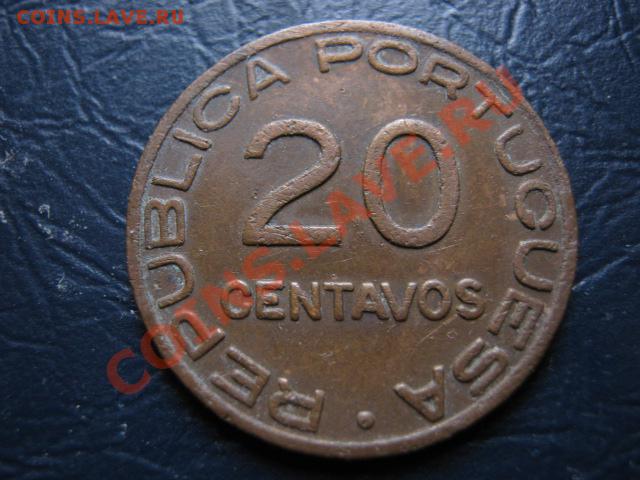 COINS.LAVE.RU
REPUBLICA PORTUGUESA
20
CENTAVOS
COINS.LAVE.RU